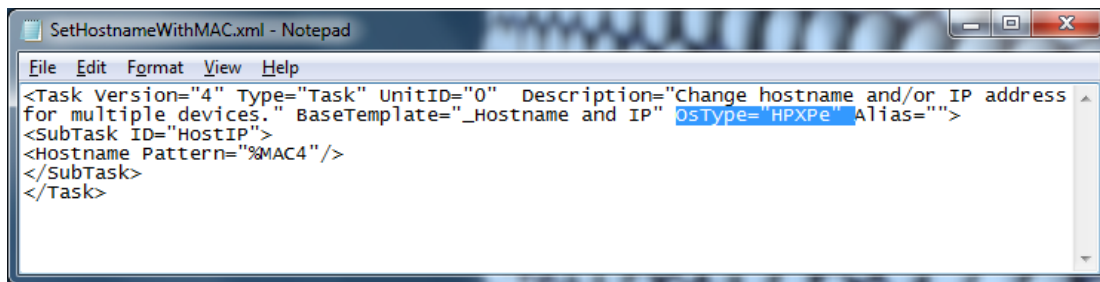 SetHostnameWithMAC.xml - Notepad
File Edit Format View Help
<Task Version="4" Type="Task" UnitID="0"  Description="Change hostname and/or IP address
for multiple devices." BaseTemplate="_Hostname and IP" OsType="HPXPe" Alias="">
<SubTask ID="HostIP">
<Hostname Pattern="%MAC4"/>
</SubTask>
</Task>